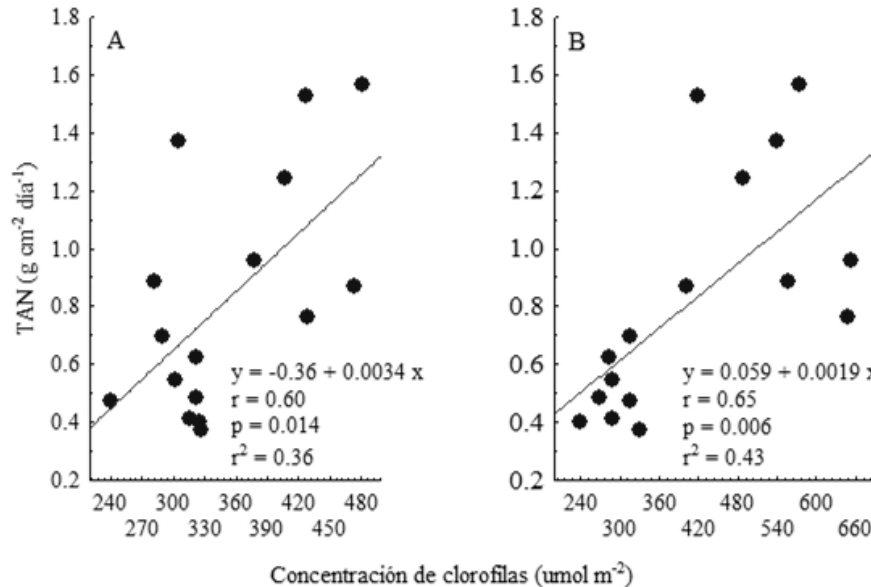 A
TAN (g cm⁻² día⁻¹)
1.8
1.6
1.4
1.2
1.0
0.8
0.6
0.4
0.2
y = -0.36 + 0.0034 x
r = 0.60
p = 0.014
r² = 0.36
240 300 360 420 480
270 330 390 450
B
1.8
1.6
1.4
1.2
1.0
0.8
0.6
0.4
0.2
y = 0.059 + 0.0019 x
r = 0.65
p = 0.006
r² = 0.43
240 360 480 600
300 420 540 660
Concentración de clorofilas (umol m⁻²)